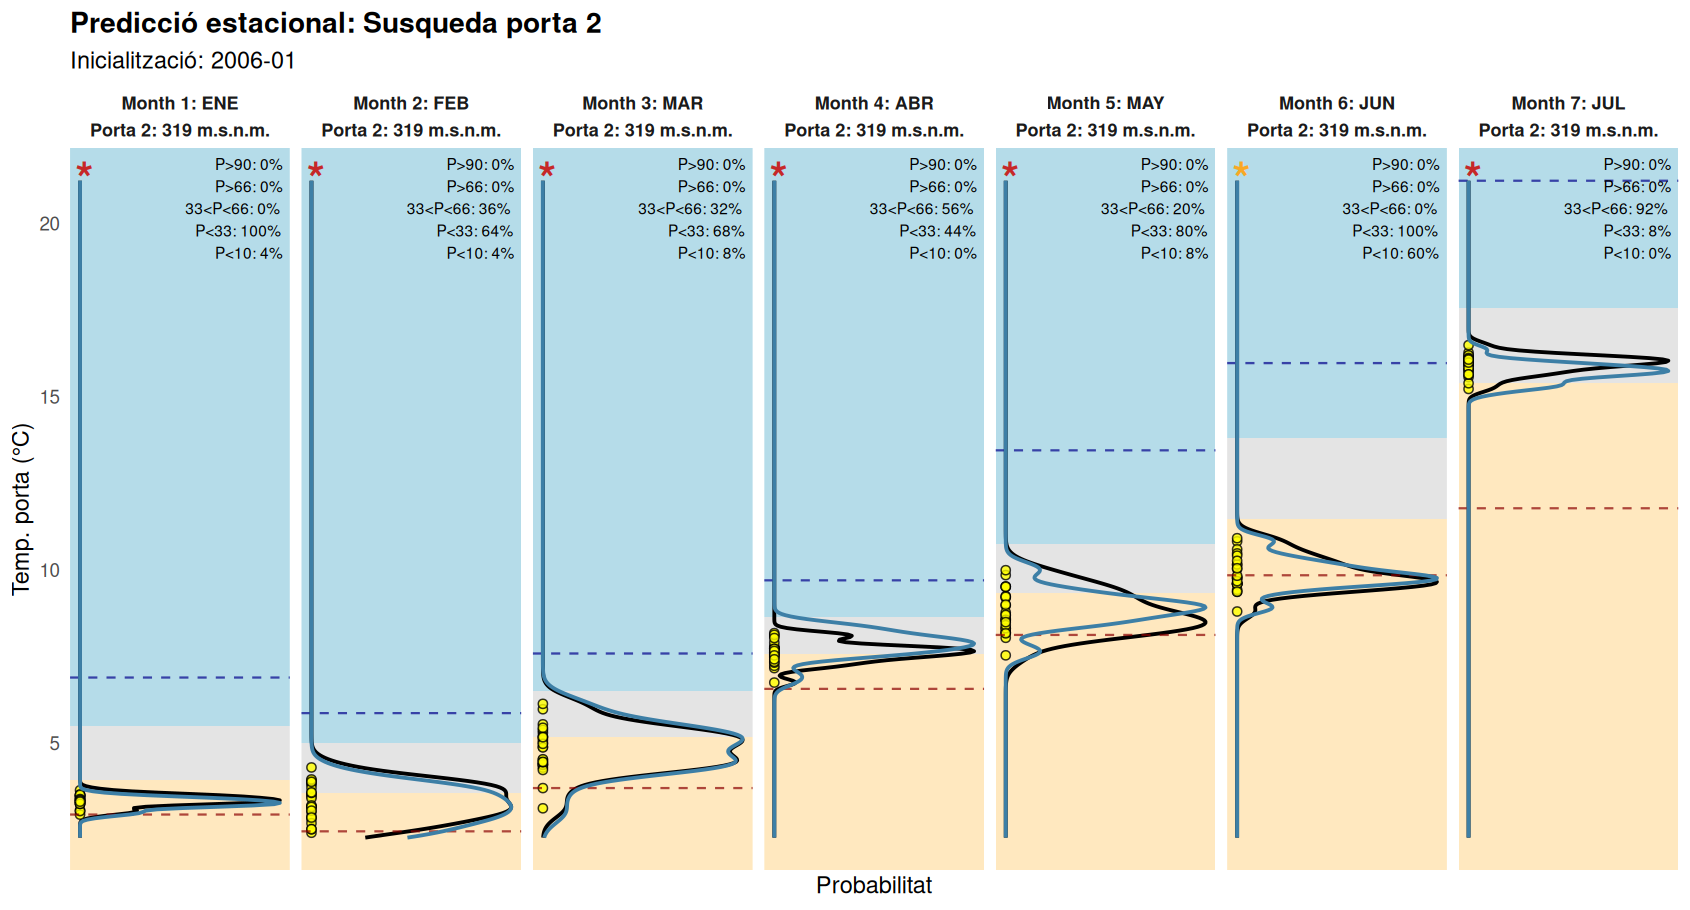 Predicció estacional: Susqueda porta 2
Inicialització: 2006-01
Month 1: ENE
Porta 2: 319 m.s.n.m.
Month 2: FEB
Porta 2: 319 m.s.n.m.
Month 3: MAR
Porta 2: 319 m.s.n.m.
Month 4: ABR
Porta 2: 319 m.s.n.m.
Month 5: MAY
Porta 2: 319 m.s.n.m.
Month 6: JUN
Porta 2: 319 m.s.n.m.
Month 7: JUL
Porta 2: 319 m.s.n.m.
*
P>90: 0%
P>66: 0%
33<P<66: 0%
P<33: 100%
P<10: 4%
*
P>90: 0%
P>66: 0%
33<P<66: 36%
P<33: 64%
P<10: 4%
*
P>90: 0%
P>66: 0%
33<P<66: 32%
P<33: 68%
P<10: 8%
*
P>90: 0%
P>66: 0%
33<P<66: 56%
P<33: 44%
P<10: 0%
*
P>90: 0%
P>66: 0%
33<P<66: 20%
P<33: 80%
P<10: 8%
*
P>90: 0%
P>66: 0%
33<P<66: 0%
P<33: 100%
P<10: 60%
*
P>90: 0%
P>66: 0%
33<P<66: 92%
P<33: 8%
P<10: 0%
20
15
10
5
Temp. porta (°C)
Probabilitat